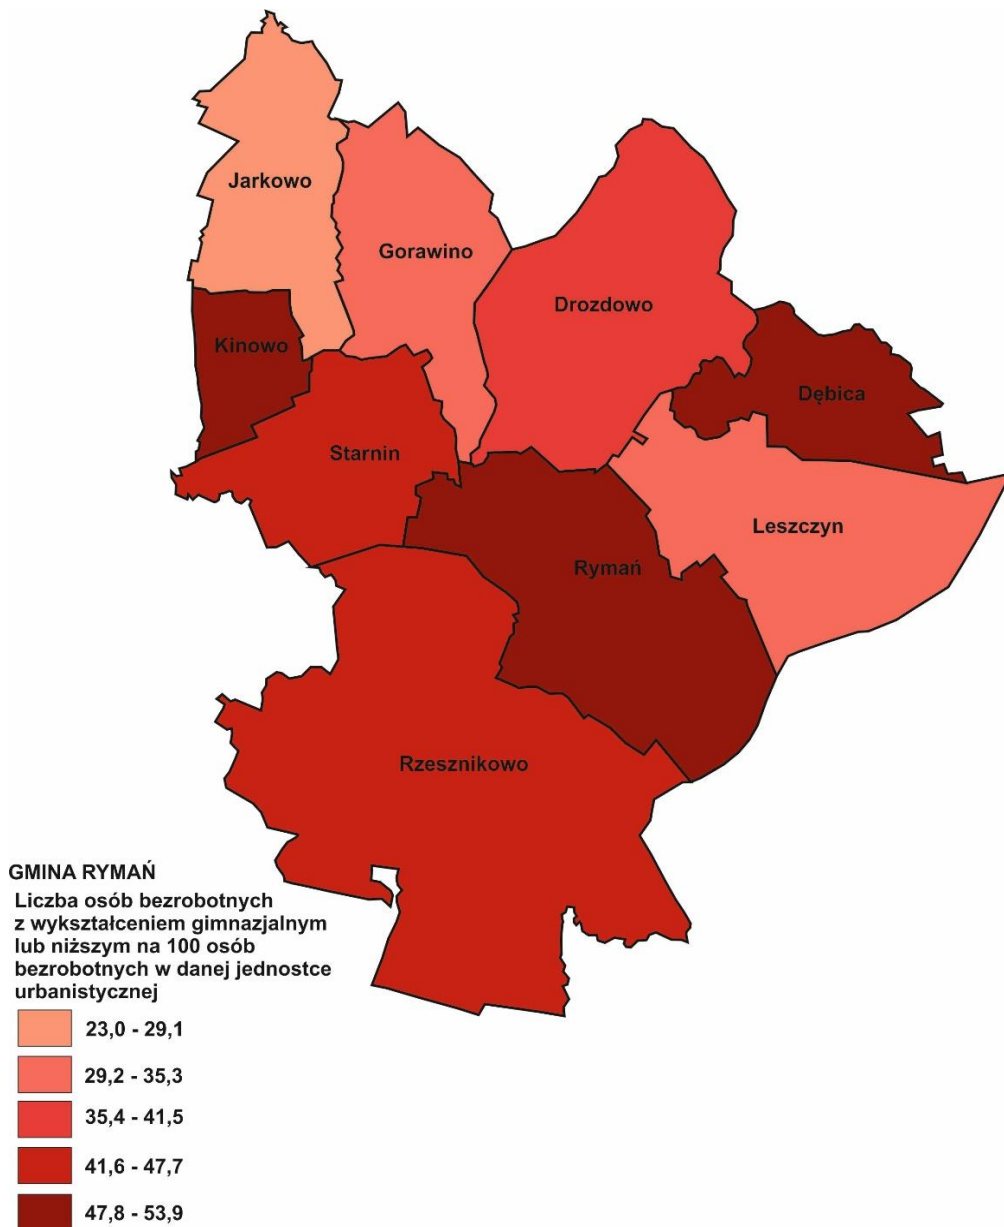 Jarkowo
Gorawino
Drozdowo
Kinowo
Dębica
Starnin
Leszczyn
Rymań
Rzesznikowo
GMINA RYMAŃ
Liczba osób bezrobotnych
z wykształceniem gimnazjalnym
lub niższym na 100 osób
bezrobotnych w danej jednostce
urbanistycznej
23,0 - 29,1
29,2 - 35,3
35,4 - 41,5
41,6 - 47,7
47,8 - 53,9